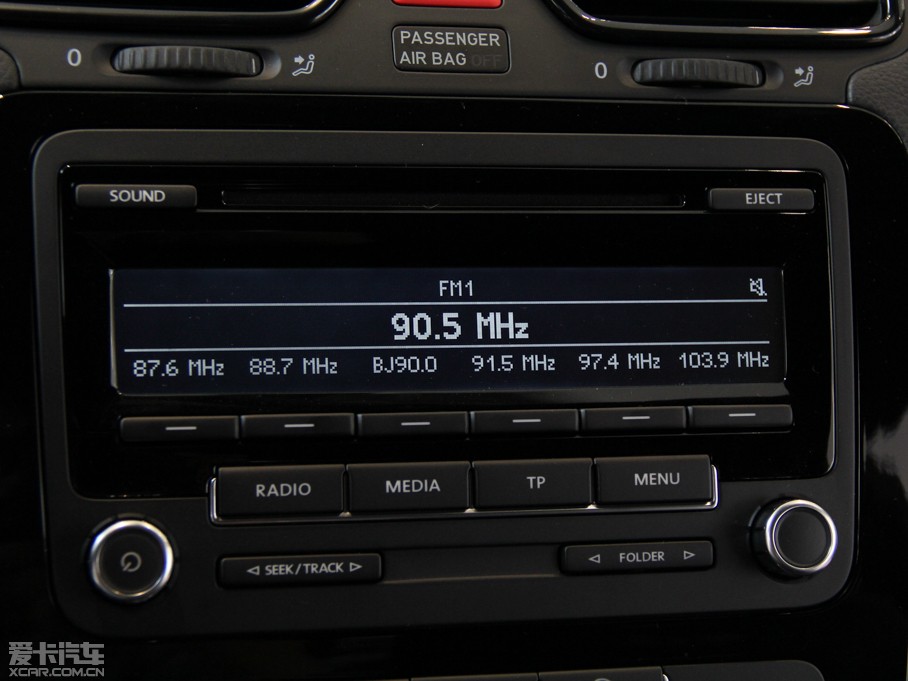 PASSENGER
AIR BAG OFF
0
0
SOUND
EJECT
FM1
90.5 MHz
87.6 MHz 88.7 MHz BJ90.0 91.5 MHz 97.4 MHz 103.9 MHz
RADIO MEDIA TP MENU
SEEK/TRACK
FOLDER
爱卡汽车
XCAR.COM.CN